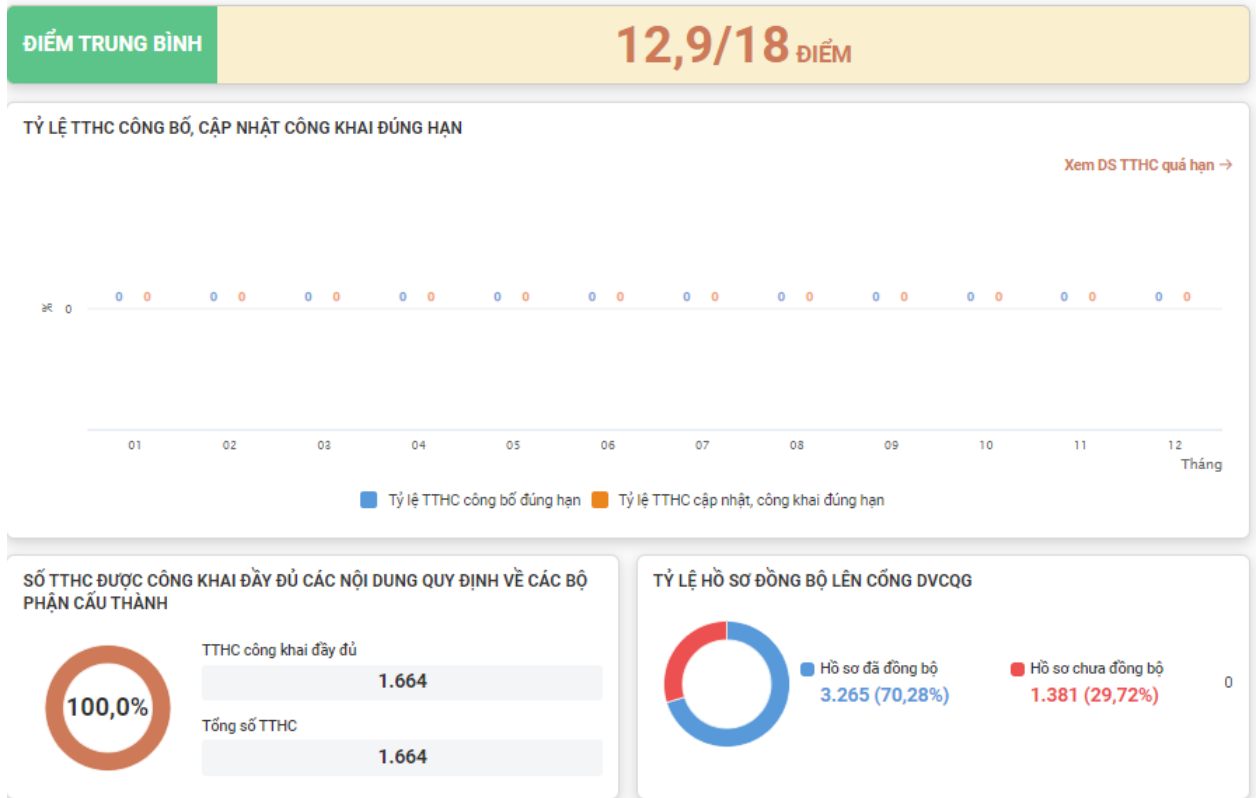 ĐIỂM TRUNG BÌNH
12,9/18 ĐIỂM
TỶ LỆ TTHC CÔNG BỐ, CẬP NHẬT CÔNG KHAI ĐÚNG HẠN
Xem DS TTHC quá hạn →
0 0 0 0 0 0 0 0 0 0 0 0 0 0 0 0 0 0 0 0 0 0 0 0
% 0
01 02 03 04 05 06 07 08 09 10 11 12
Tháng
Tỷ lệ TTHC công bố đúng hạn Tỷ lệ TTHC cập nhật, công khai đúng hạn
SỐ TTHC ĐƯỢC CÔNG KHAI ĐẦY ĐỦ CÁC NỘI DUNG QUY ĐỊNH VỀ CÁC BỘ
PHẬN CẤU THÀNH
100,0%
TTHC công khai đầy đủ
1.664
Tổng số TTHC
1.664
TỶ LỆ HỒ SƠ ĐỒNG BỘ LÊN CỔNG DVCQG
Hồ sơ đã đồng bộ
3.265 (70,28%)
Hồ sơ chưa đồng bộ
1.381 (29,72%)
0